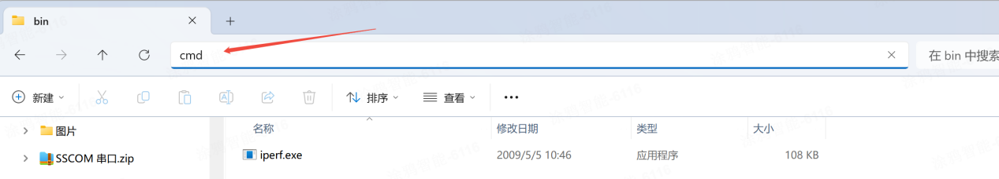 bin
cmd
在 bin 中搜索
新建
排序
查看
名称
修改日期
类型
大小
图片
iperf.exe
2009/5/5 10:46
应用程序
108 KB
SSCOM 串口.zip